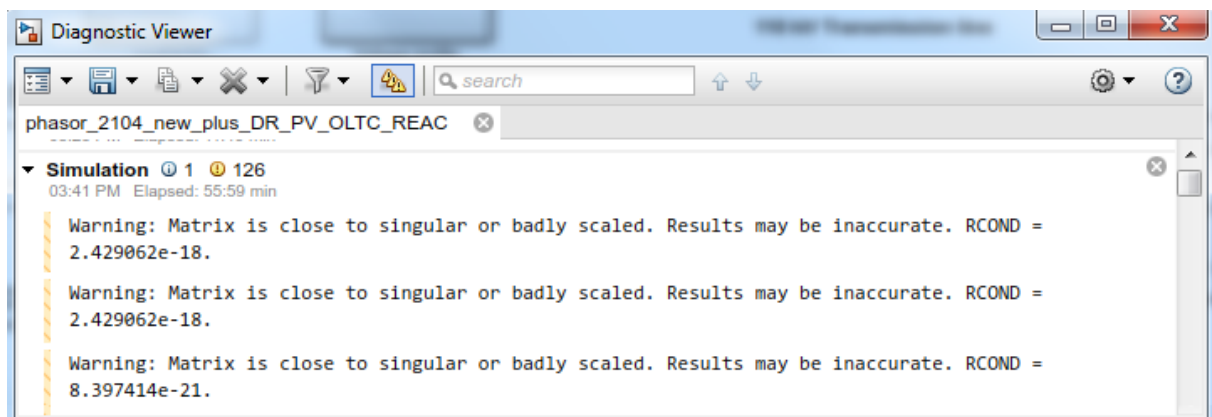 Diagnostic Viewer
search
phasor_2104_new_plus_DR_PV_OLTC_REAC
Simulation 1 126
03:41 PM Elapsed: 55:59 min
Warning: Matrix is close to singular or badly scaled. Results may be inaccurate. RCOND =
2.429062e-18.
Warning: Matrix is close to singular or badly scaled. Results may be inaccurate. RCOND =
2.429062e-18.
Warning: Matrix is close to singular or badly scaled. Results may be inaccurate. RCOND =
8.397414e-21.